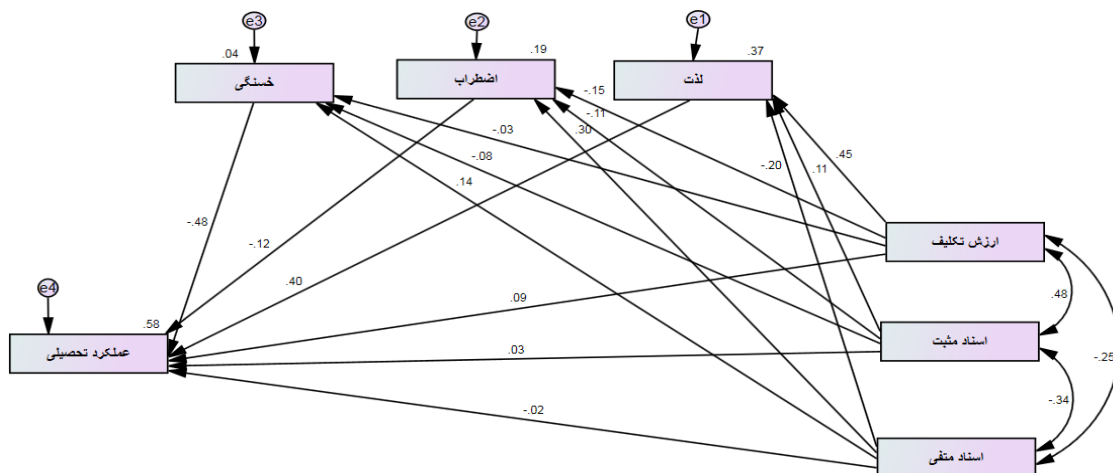 e3
e2
e1
.04
.19
.37
خستگی
اضطراب
لذت
-.15
-.11
.30
-.03
-.08
.14
-.20
.11
.45
-.48
-.12
.40
ارزش تکلیف
e4
.09
.48
.58
عملکرد تحصیلی
.03
اسناد مثبت
-.25
-.02
-.34
اسناد متفی